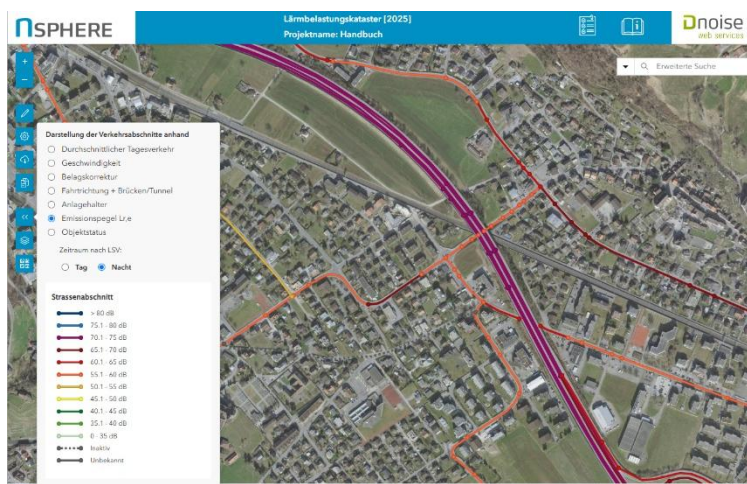 nSPHERE
Lärmbelastungskataster [2025]
Projektname: Handbuch
Dnoise
web services
Erweiterte Suche
Darstellung der Verkehrsabschnitte anhand
Durchschnittlicher Tagesverkehr
Geschwindigkeit
Belagskorrektur
Fahrtrichtung + Brücken/Tunnel
Anlagehalter
Emissionspegel Lr,e
Objektstatus
Zeitraum nach LSV:
Tag Nacht
Strassenabschnitt
> 80 dB
75.1 - 80 dB
70.1 - 75 dB
65.1 - 70 dB
60.1 - 65 dB
55.1 - 60 dB
50.1 - 55 dB
45.1 - 50 dB
40.1 - 45 dB
35.1 - 40 dB
0 - 35 dB
Inaktiv
Unbekannt